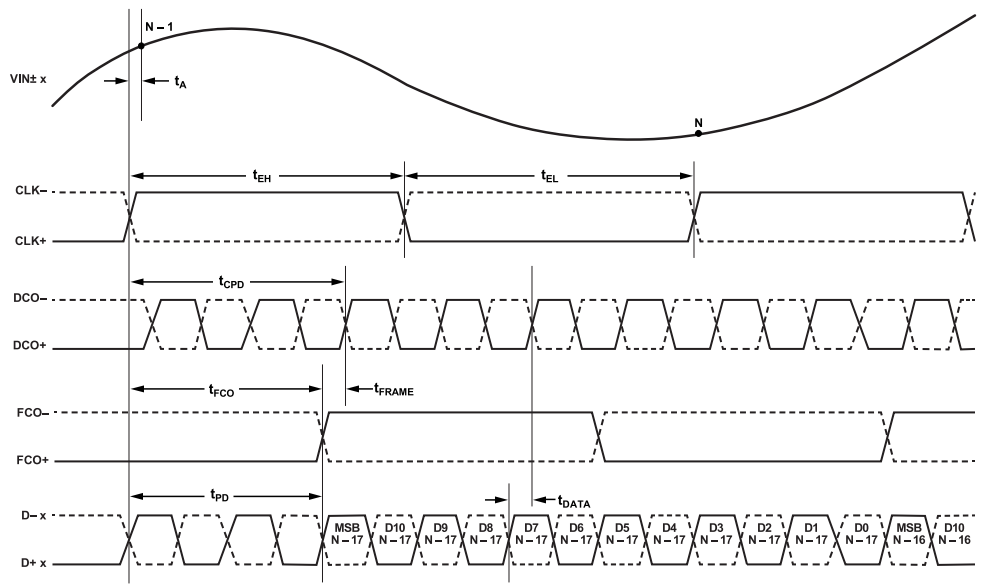 N – 1
VIN± x
tA
N
tEH
tEL
CLK–
CLK+
tCPD
DCO–
DCO+
tFCO
tFRAME
FCO–
FCO+
tPD
tDATA
D– x
MSB N – 17
D10 N – 17
D9 N – 17
D8 N – 17
D7 N – 17
D6 N – 17
D5 N – 17
D4 N – 17
D3 N – 17
D2 N – 17
D1 N – 17
D0 N – 17
MSB N – 16
D10 N – 16
D+ x